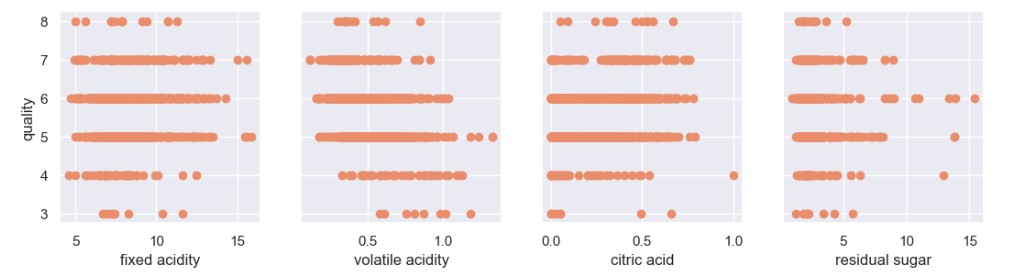 8
7
6
5
4
3
quality
5 10 15
0.5 1.0
0.0 0.5 1.0
5 10 15
fixed acidity
volatile acidity
citric acid
residual sugar